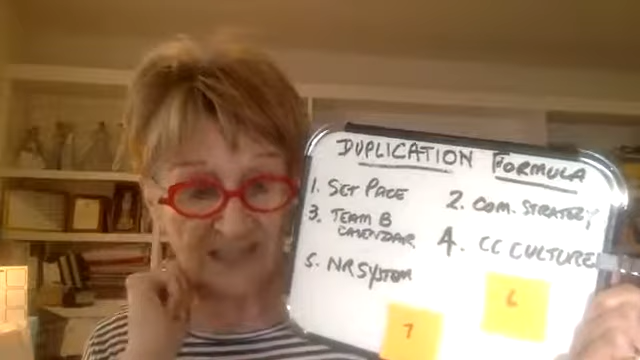 DUPLICATION FORMULA
1. SET PACE
2. COM. STRATEGY
3. TEAM B
CALENDAR
4. CC CULTURE
5. NR SYSTEM
6
7